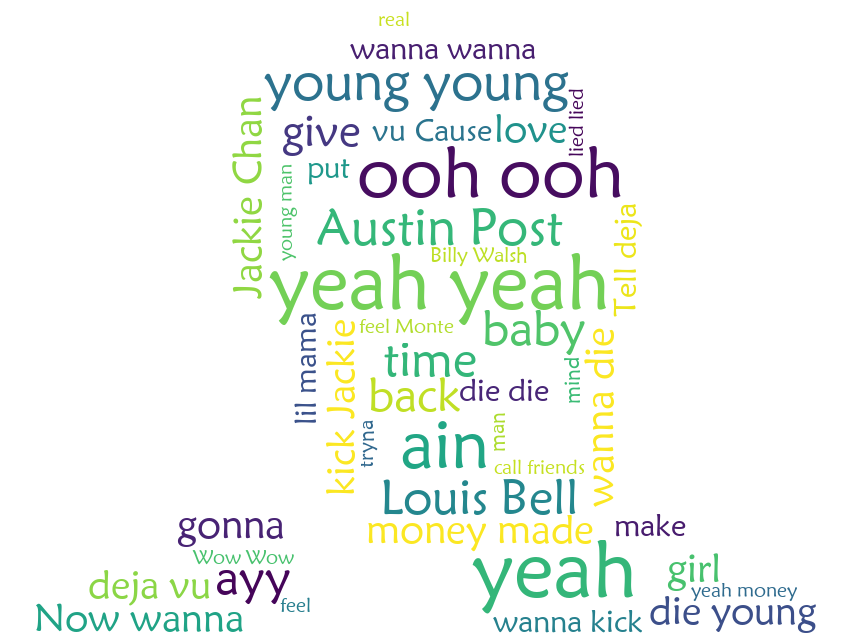 real
wanna wanna
young young
Jackie Chan
give
vu Cause
love
lied lied
put
ooh ooh
young man
Austin Post
Tell deja
Billy Walsh
yeah yeah
lil mama
kick Jackie
feel Monte
baby
wanna die
time
mind
back
die die
tryna
ain
man
call friends
Louis Bell
gonna
money made
make
Wow Wow
yeah
girl
deja vu
ayy
feel
yeah money
Now wanna
wanna kick
die young